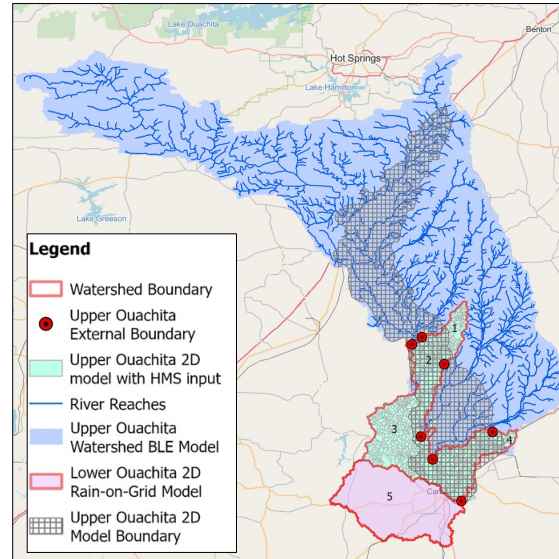 Lake Ouachita
Benton
Hot Springs
Lake Hamilton
Lake Greeson
Legend
Watershed Boundary
Upper Ouachita
External Boundary
Upper Ouachita 2D
model with HMS input
River Reaches
Upper Ouachita
Watershed BLE Model
Lower Ouachita 2D
Rain-on-Grid Model
Upper Ouachita 2D
Model Boundary
1
2
3
4
5